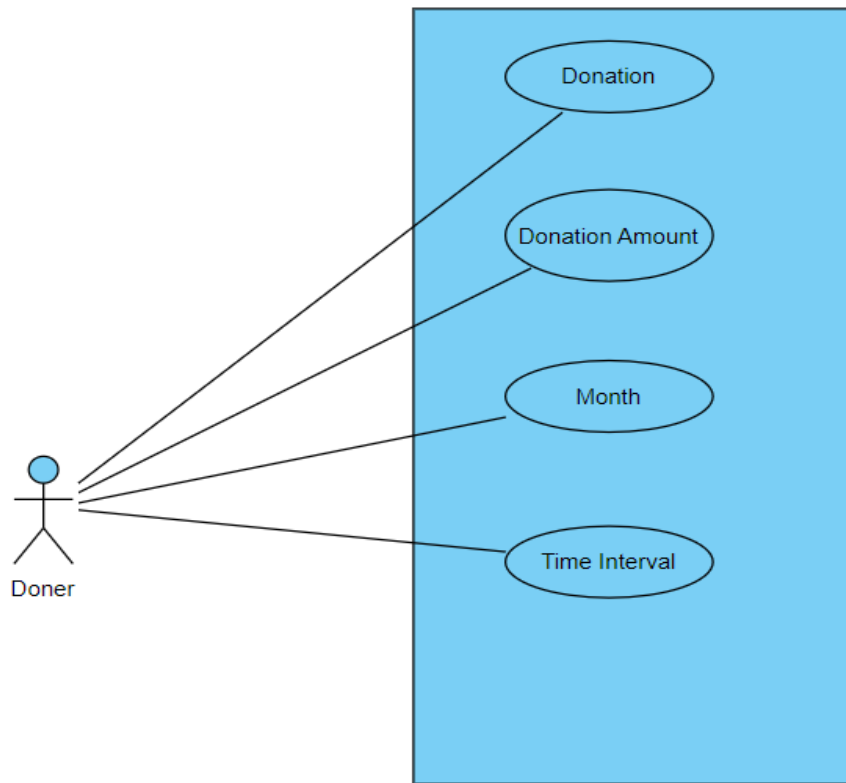 Donation
Donation Amount
Month
Time Interval
Doner